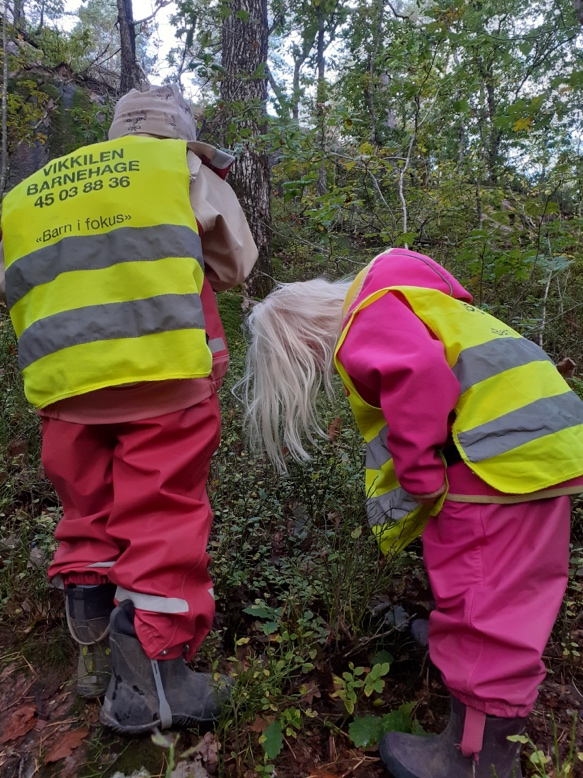 VIKKILEN
BARNEHAGE
45 03 88 36
«Barn i fokus»